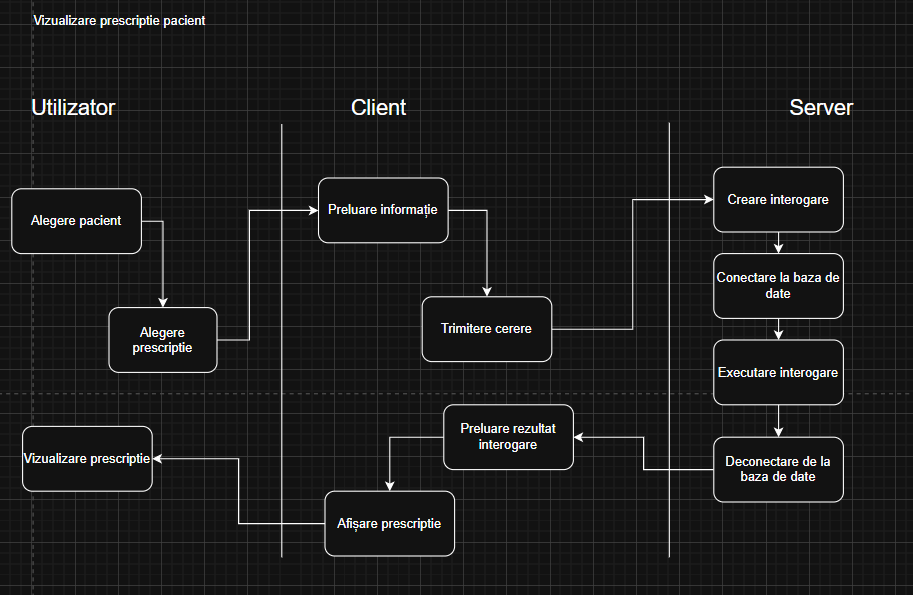 Vizualizare prescriptie pacient
Utilizator
Client
Server
Alegere pacient
Alegere
prescriptie
Preluare informație
Trimitere cerere
Creare interogare
Conectare la baza de
date
Executare interogare
Deconectare de la
baza de date
Preluare rezultat
interogare
Afișare prescriptie
Vizualizare prescriptie